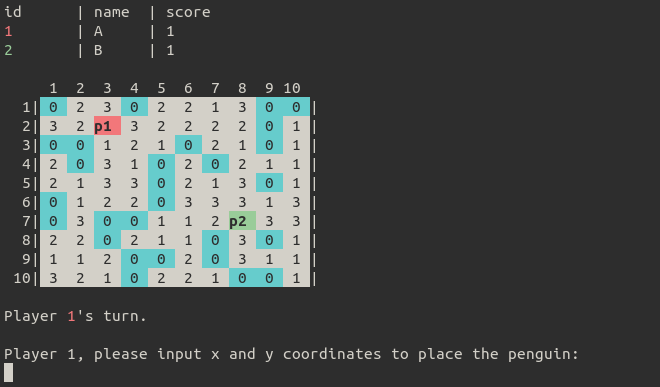 id | name | score
1 | A | 1
2 | B | 1
1 2 3 4 5 6 7 8 9 10
1| 0 2 3 0 2 2 1 3 0 0 |
2| 3 2 p1 3 2 2 2 2 0 1 |
3| 0 0 1 2 1 0 2 1 0 1 |
4| 2 0 3 1 0 2 0 2 1 1 |
5| 2 1 3 3 0 2 1 3 0 1 |
6| 0 1 2 2 0 3 3 3 1 3 |
7| 0 3 0 0 1 1 2 p2 3 3 |
8| 2 2 0 2 1 1 0 3 0 1 |
9| 1 1 2 0 0 2 0 3 1 1 |
10| 3 2 1 0 2 2 1 0 0 1 |
Player 1's turn.
Player 1, please input x and y coordinates to place the penguin: